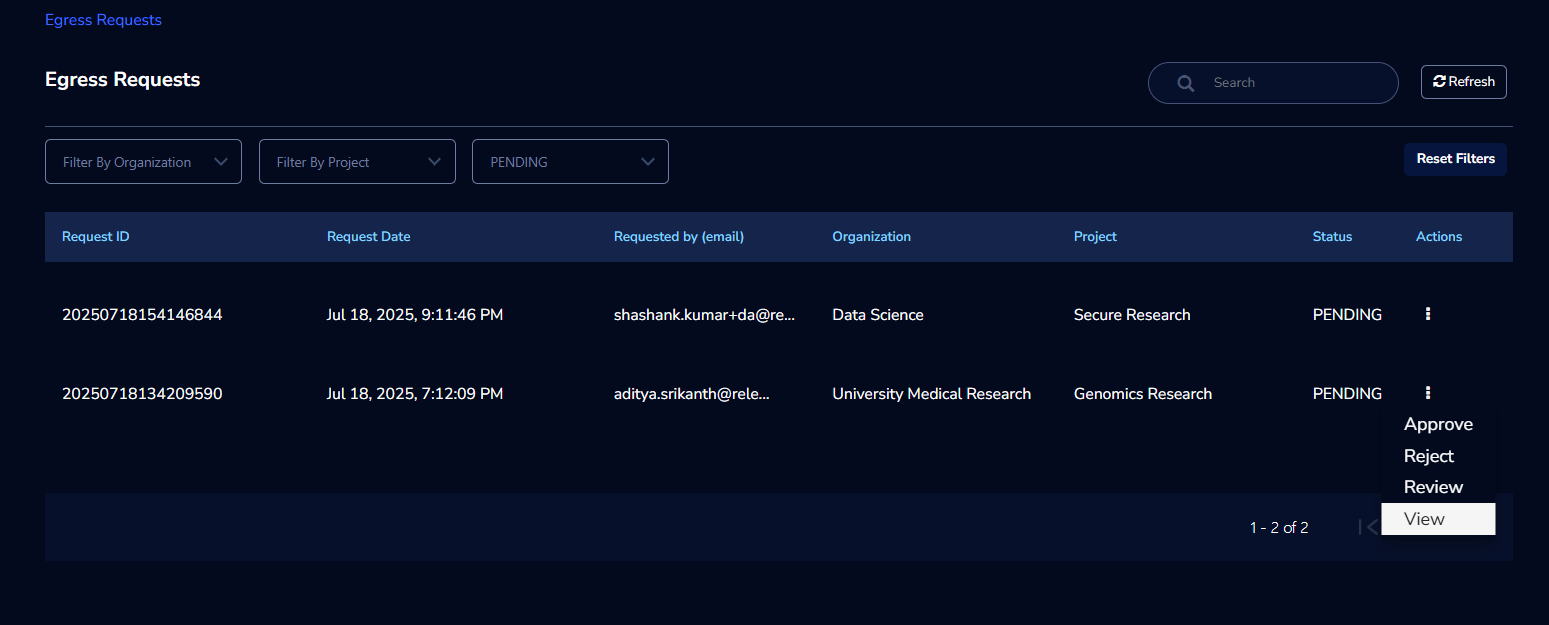 Egress Requests
Egress Requests
Search
Refresh
Filter By Organization
Filter By Project
PENDING
Reset Filters
Request ID Request Date Requested by (email) Organization Project Status Actions
20250718154146844 Jul 18, 2025, 9:11:46 PM shashank.kumar+da@re... Data Science Secure Research PENDING
20250718134209590 Jul 18, 2025, 7:12:09 PM aditya.srikanth@rele... University Medical Research Genomics Research PENDING
Approve
Reject
Review
View
1 - 2 of 2